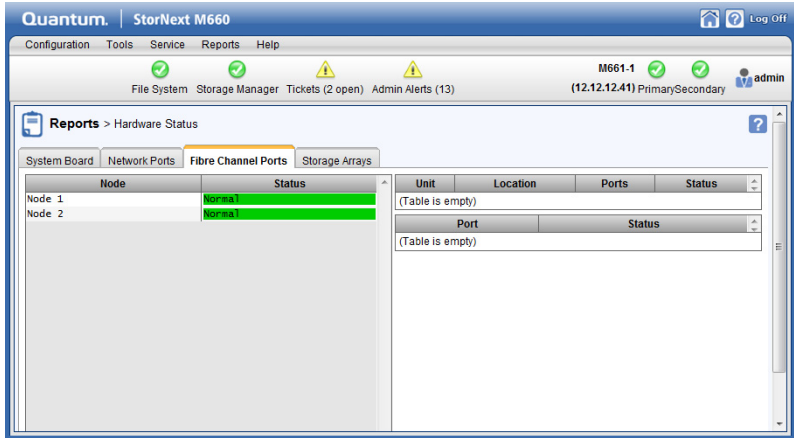 Quantum. StorNext M660 Log Off
Configuration Tools Service Reports Help
M661-1
File System Storage Manager Tickets (2 open) Admin Alerts (13) (12.12.12.41) Primary Secondary admin
Reports > Hardware Status
System Board Network Ports Fibre Channel Ports Storage Arrays
Node Status Unit Location Ports Status
Node 1 Normal (Table is empty)
Node 2 Normal
Port Status
(Table is empty)